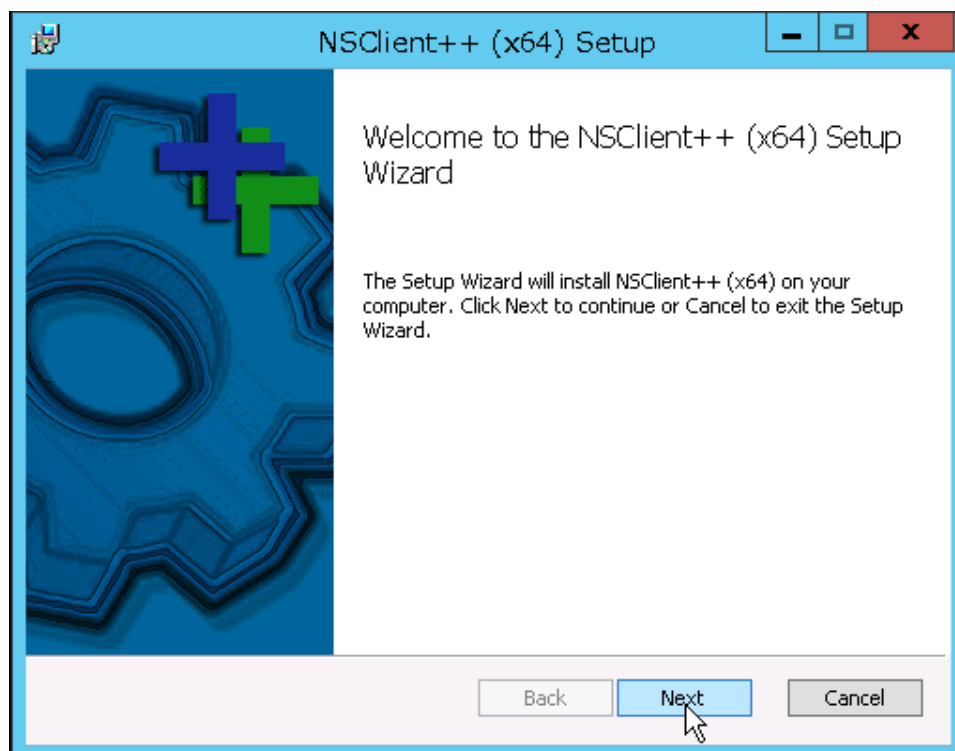 NSClient++ (x64) Setup
Welcome to the NSClient++ (x64) Setup
Wizard
The Setup Wizard will install NSClient++ (x64) on your
computer. Click Next to continue or Cancel to exit the Setup
Wizard.
Back Next Cancel